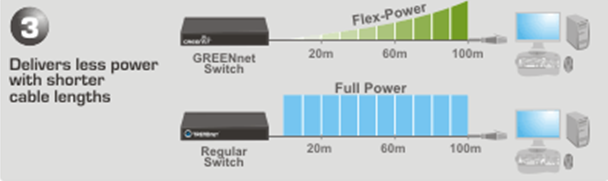 3
Delivers less power
with shorter
cable lengths
Flex-Power
GREENnet
Switch
20m
60m
100m
Full Power
TRENDnet
Regular
Switch
20m
60m
100m